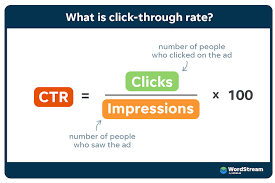 What is click-through rate?
number of people
who clicked on the ad
Clicks
CTR = x 100
Impressions
number of people
who saw the ad
WordStream